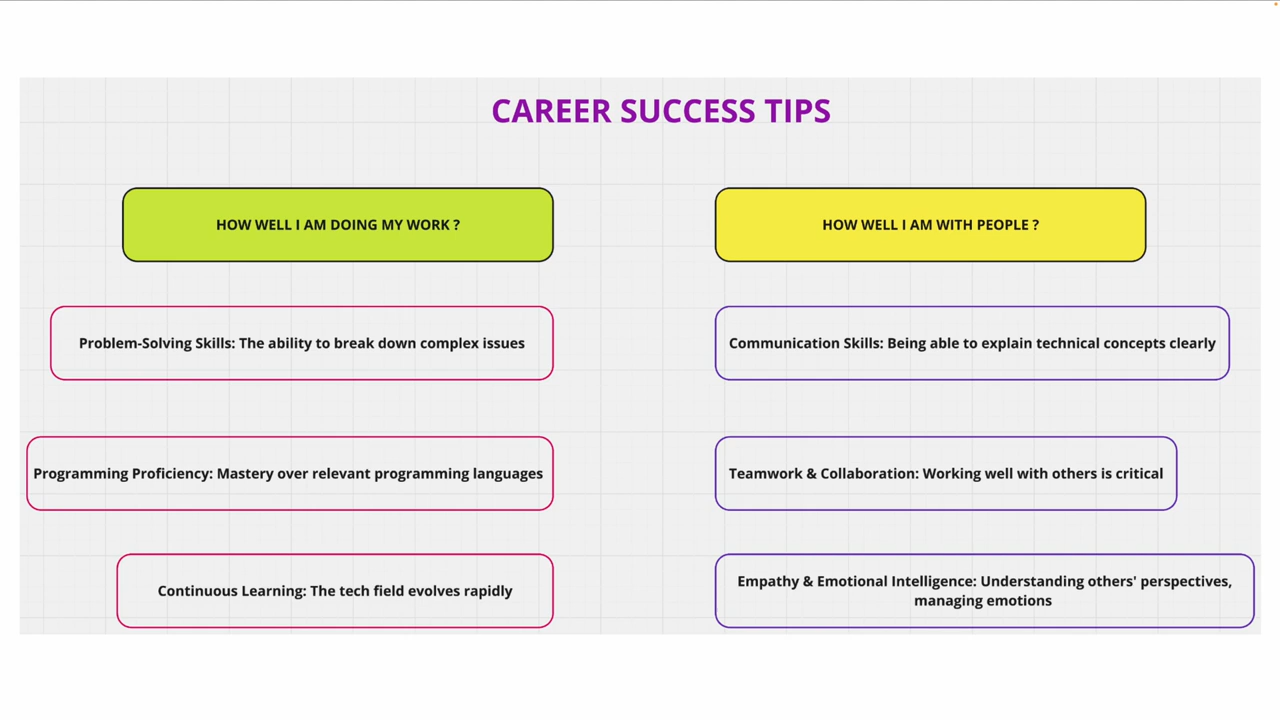 CAREER SUCCESS TIPS
HOW WELL I AM DOING MY WORK ?
Problem-Solving Skills: The ability to break down complex issues
Programming Proficiency: Mastery over relevant programming languages
Continuous Learning: The tech field evolves rapidly
HOW WELL I AM WITH PEOPLE ?
Communication Skills: Being able to explain technical concepts clearly
Teamwork & Collaboration: Working well with others is critical
Empathy & Emotional Intelligence: Understanding others' perspectives,
managing emotions